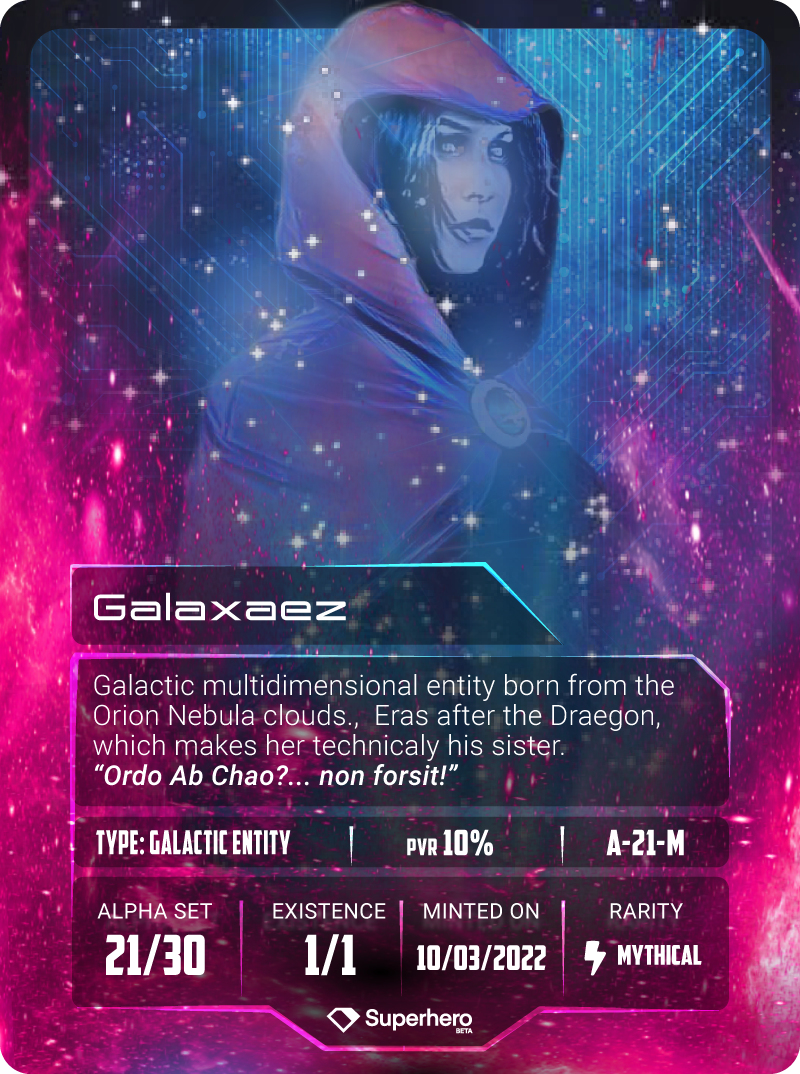 Galaxaez
Galactic multidimensional entity born from the
Orion Nebula clouds., Eras after the Draegon,
which makes her technicaly his sister.
“Ordo Ab Chao?... non forsit!”
TYPE: GALACTIC ENTITY PVR 10% A-21-M
ALPHA SET EXISTENCE MINTED ON RARITY
21/30 1/1 10/03/2022 MYTHICAL
Superhero
BETA